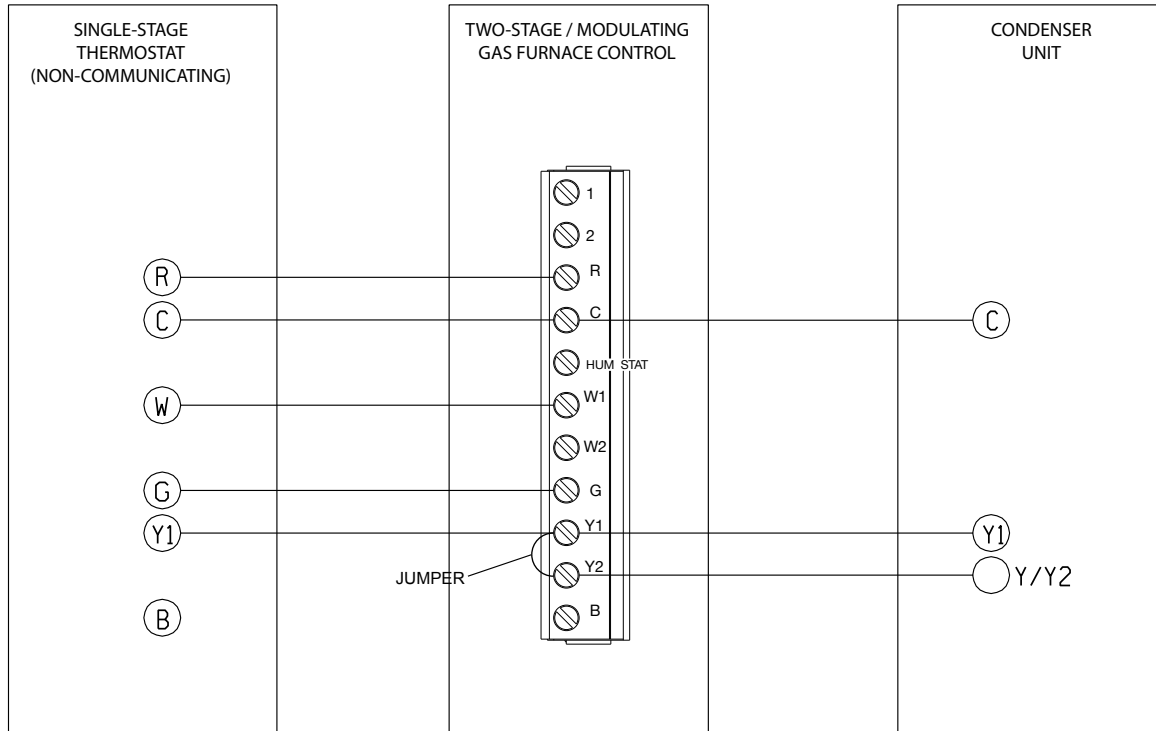 SINGLE-STAGE
THERMOSTAT
(NON-COMMUNICATING)
TWO-STAGE / MODULATING
GAS FURNACE CONTROL
CONDENSER
UNIT
1
2
R
R
C
C
C
HUM STAT
W
W1
W2
G
G
Y1
Y1
Y1
JUMPER
Y2
Y/Y2
B
B